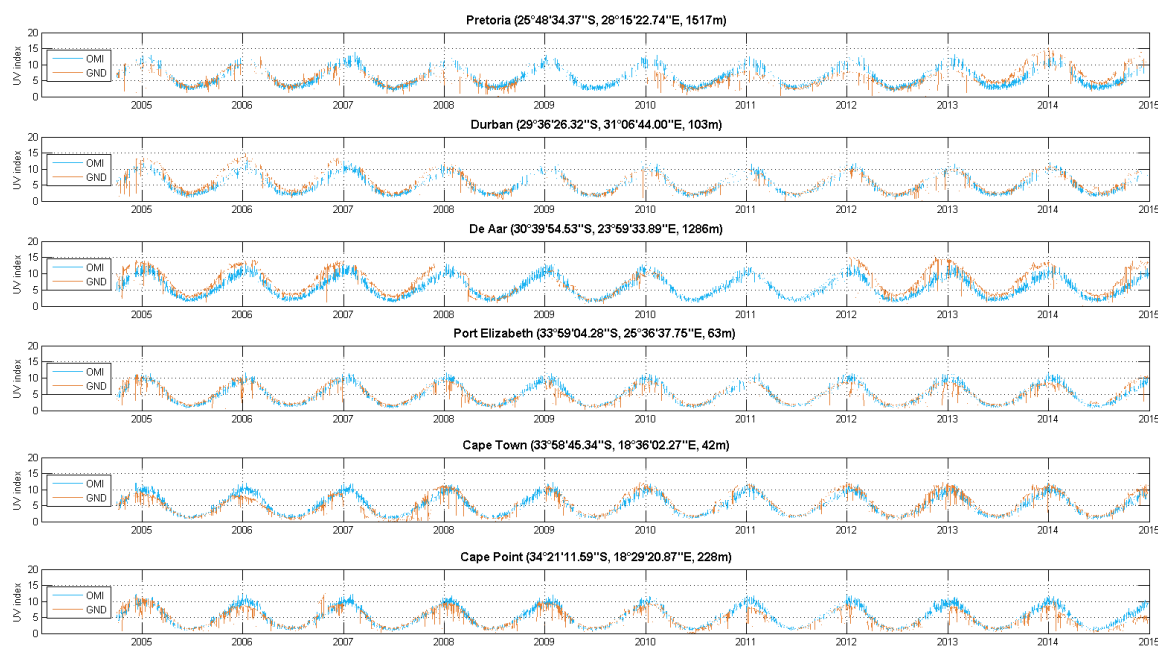 Pretoria (25°48'34.37"S, 28°15'22.74"E, 1517m)
UV index
20
15
10
5
0
OMI
GND
2005 2006 2007 2008 2009 2010 2011 2012 2013 2014 2015
Durban (29°36'26.32"S, 31°06'44.00"E, 103m)
UV index
20
15
10
5
0
OMI
GND
2005 2006 2007 2008 2009 2010 2011 2012 2013 2014 2015
De Aar (30°39'54.53"S, 23°59'33.89"E, 1286m)
UV index
20
15
10
5
0
OMI
GND
2005 2006 2007 2008 2009 2010 2011 2012 2013 2014 2015
Port Elizabeth (33°59'04.28"S, 25°36'37.75"E, 63m)
UV index
20
15
10
5
0
OMI
GND
2005 2006 2007 2008 2009 2010 2011 2012 2013 2014 2015
Cape Town (33°58'45.34"S, 18°36'02.27"E, 42m)
UV index
20
15
10
5
0
OMI
GND
2005 2006 2007 2008 2009 2010 2011 2012 2013 2014 2015
Cape Point (34°21'11.59"S, 18°29'20.87"E, 228m)
UV index
20
15
10
5
0
OMI
GND
2005 2006 2007 2008 2009 2010 2011 2012 2013 2014 2015